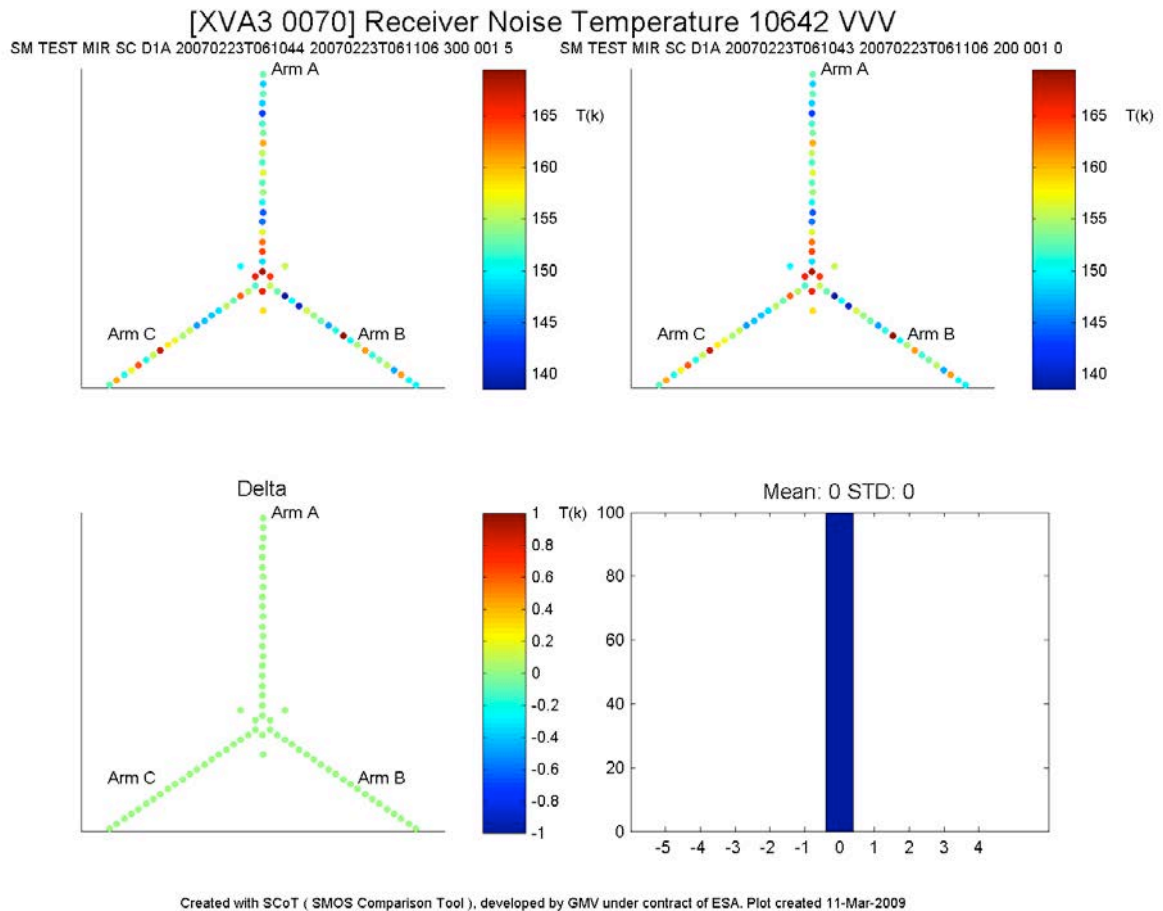 [XVA3 0070] Receiver Noise Temperature 10642 VVV
SM TEST MIR SC D1A 20070223T061044 20070223T061106 300 001 5
SM TEST MIR SC D1A 20070223T061043 20070223T061106 200 001 0
Arm A
Arm C
Arm B
T(k)
165
160
155
150
145
140
Arm A
Arm C
Arm B
T(k)
165
160
155
150
145
140
Delta
Arm A
Arm C
Arm B
T(k)
1
0.8
0.6
0.4
0.2
0
-0.2
-0.4
-0.6
-0.8
-1
Mean: 0 STD: 0
100
80
60
40
20
0
-5 -4 -3 -2 -1 0 1 2 3 4
Created with SCoT ( SMOS Comparison Tool ), developed by GMV under contract of ESA. Plot created 11-Mar-2009